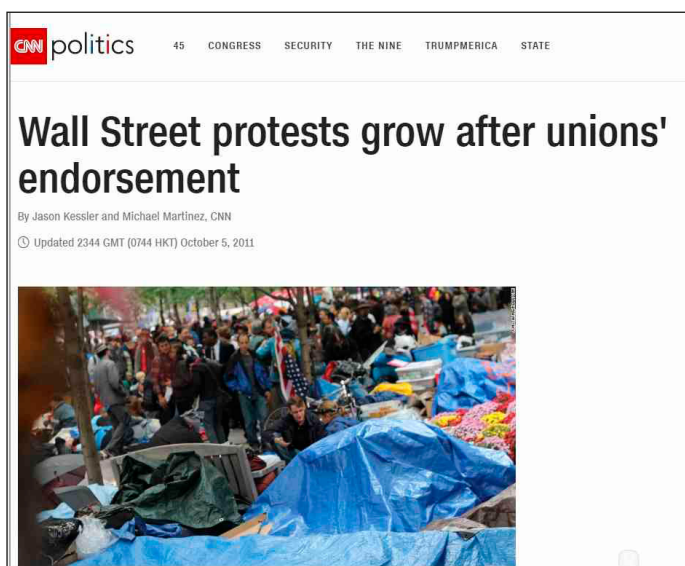 CNN politics 45 CONGRESS SECURITY THE NINE TRUMPMERICA STATE
Wall Street protests grow after unions'
endorsement
By Jason Kessler and Michael Martinez, CNN
Updated 2344 GMT (0744 HKT) October 5, 2011